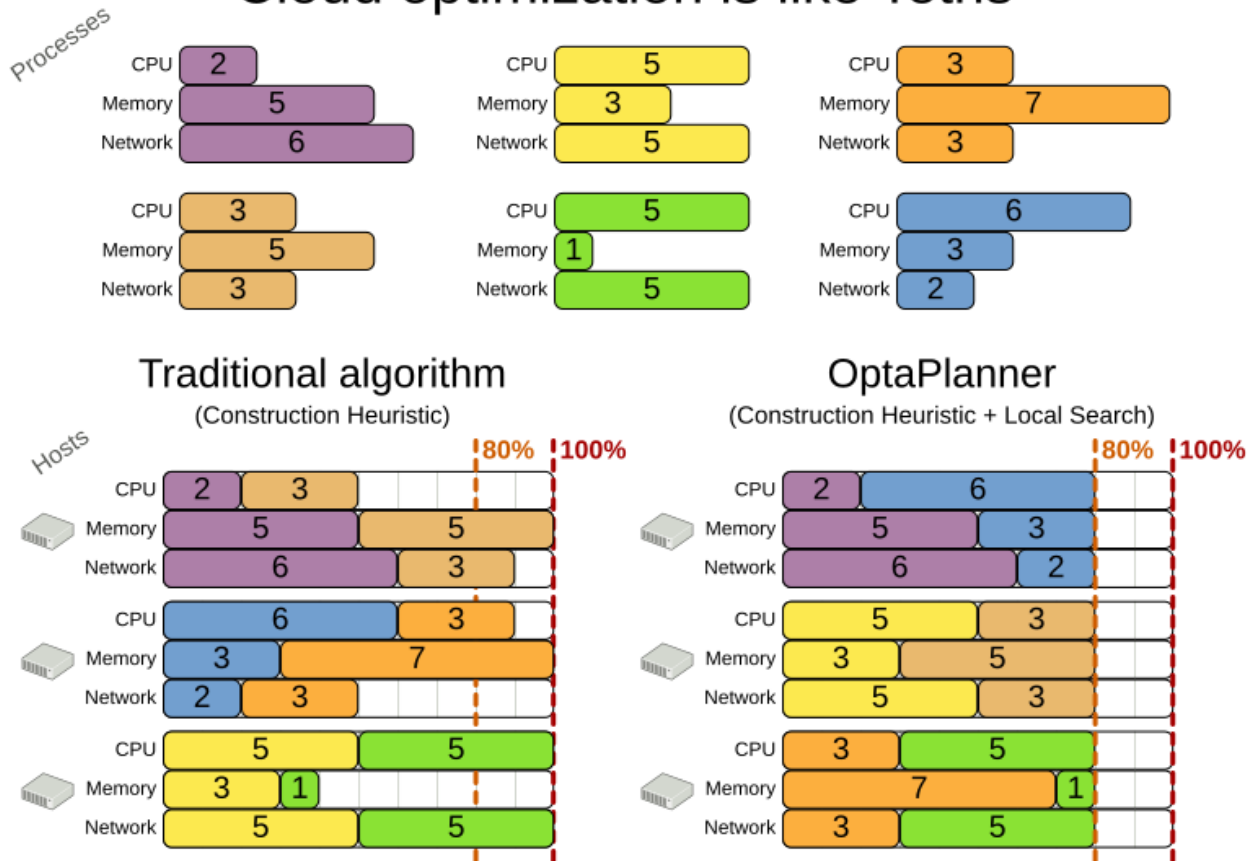 Cloud optimization is like Tetris
Processes
CPU 2 CPU 5 CPU 3
Memory 5 Memory 3 Memory 7
Network 6 Network 5 Network 3
CPU 3 CPU 5 CPU 6
Memory 5 Memory 1 Memory 3
Network 3 Network 5 Network 2
Traditional algorithm OptaPlanner
(Construction Heuristic) (Construction Heuristic + Local Search)
Hosts
80% 100% 80% 100%
CPU 2 3 CPU 2 6
Memory 5 5 Memory 5 3
Network 6 3 Network 6 2
CPU 6 3 CPU 5 3
Memory 3 7 Memory 3 5
Network 2 3 Network 5 3
CPU 5 5 CPU 3 5
Memory 3 1 Memory 7 1
Network 5 5 Network 3 5